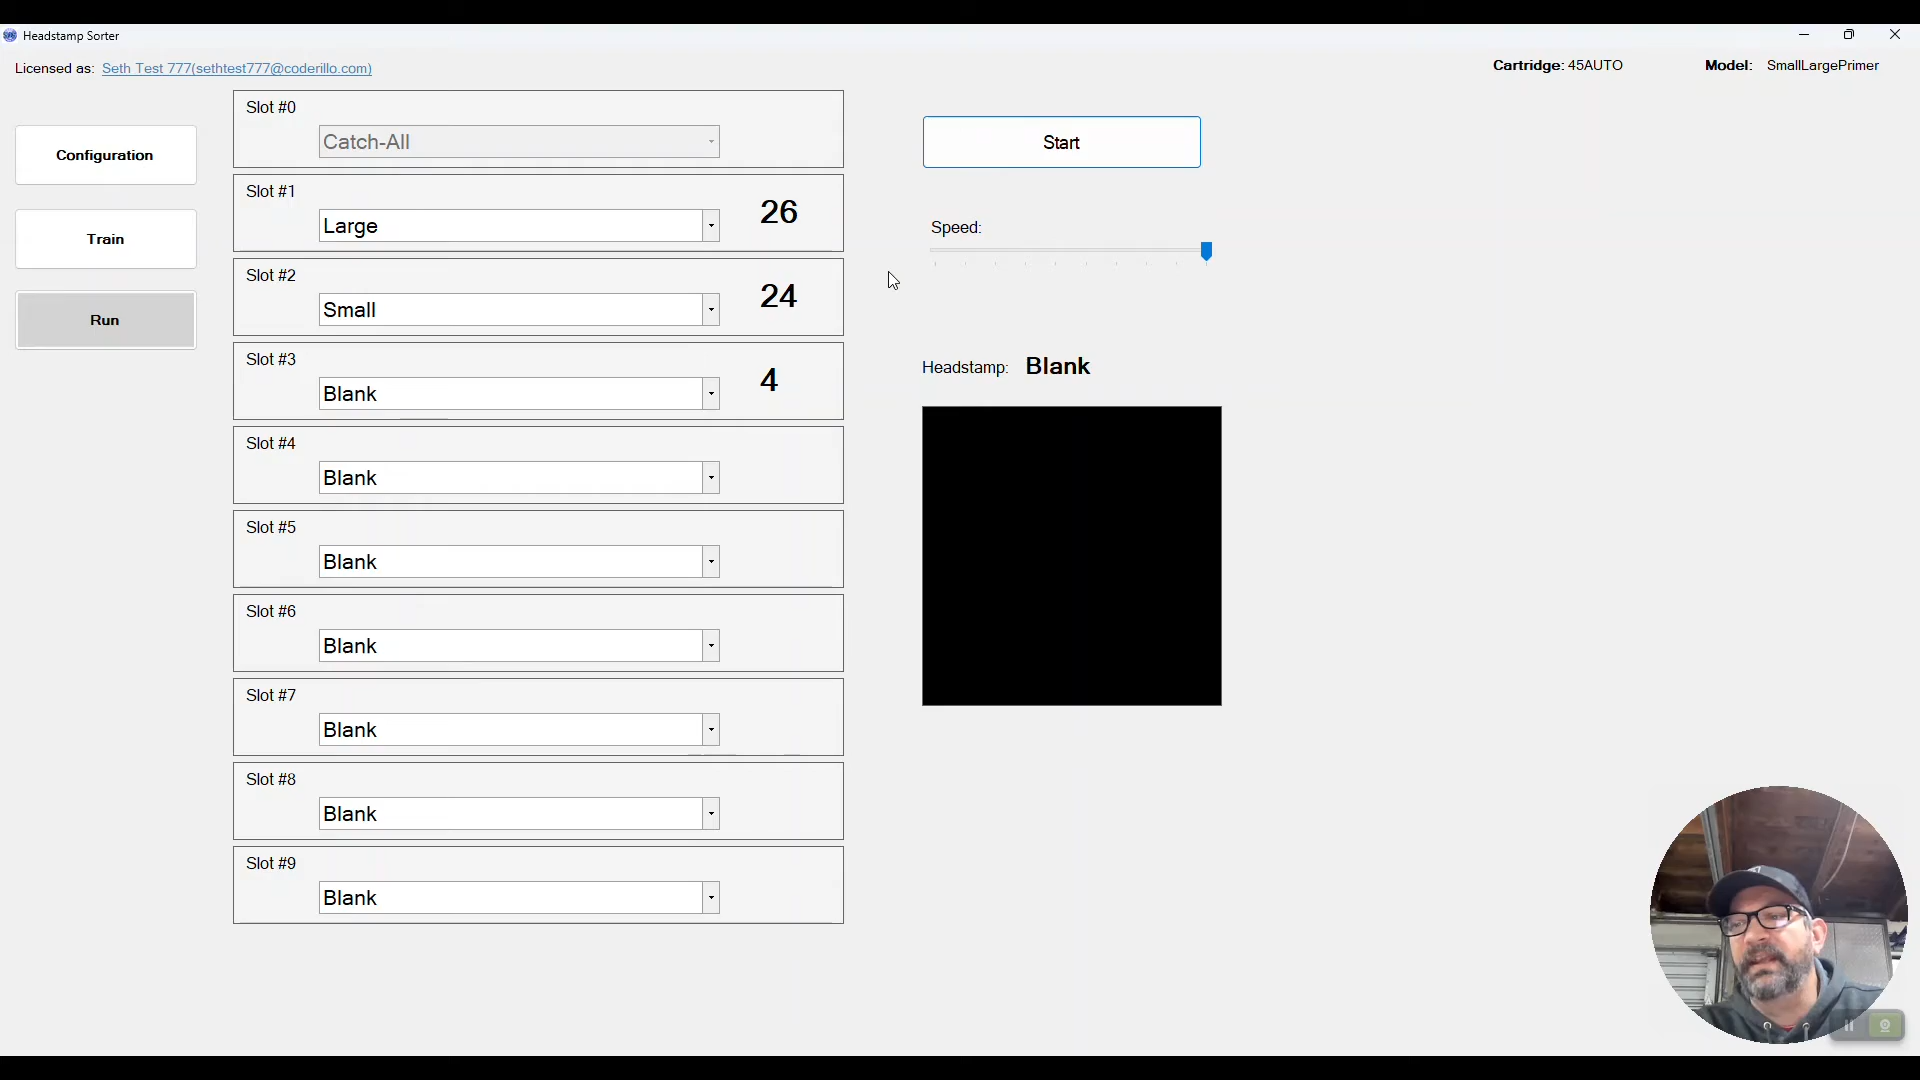 Headstamp Sorter
Licensed as: Seth Test 777(sethtest777@coderillo.com)
Cartridge: 45AUTO
Model: SmallLargePrimer
Configuration
Train
Run
Slot #0
Catch-All
Slot #1
Large
26
Slot #2
Small
24
Slot #3
Blank
4
Slot #4
Blank
Slot #5
Blank
Slot #6
Blank
Slot #7
Blank
Slot #8
Blank
Slot #9
Blank
Start
Speed:
Headstamp: Blank